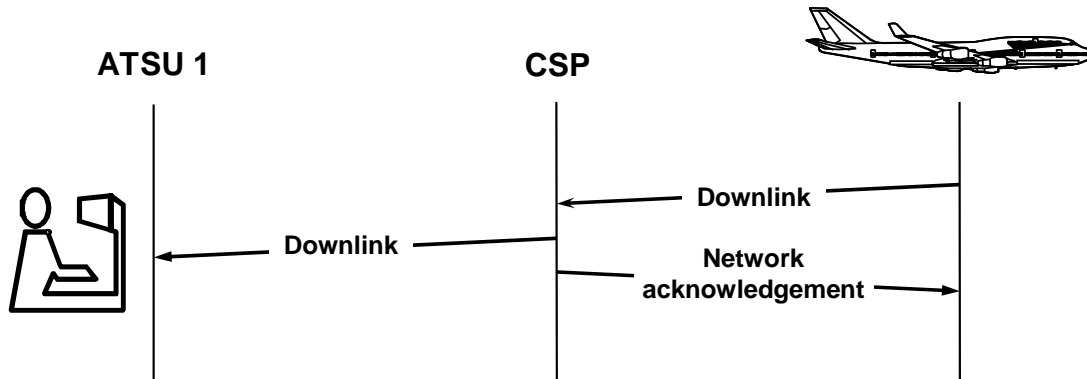 ATSU 1
CSP
Downlink
Downlink
Network
acknowledgement